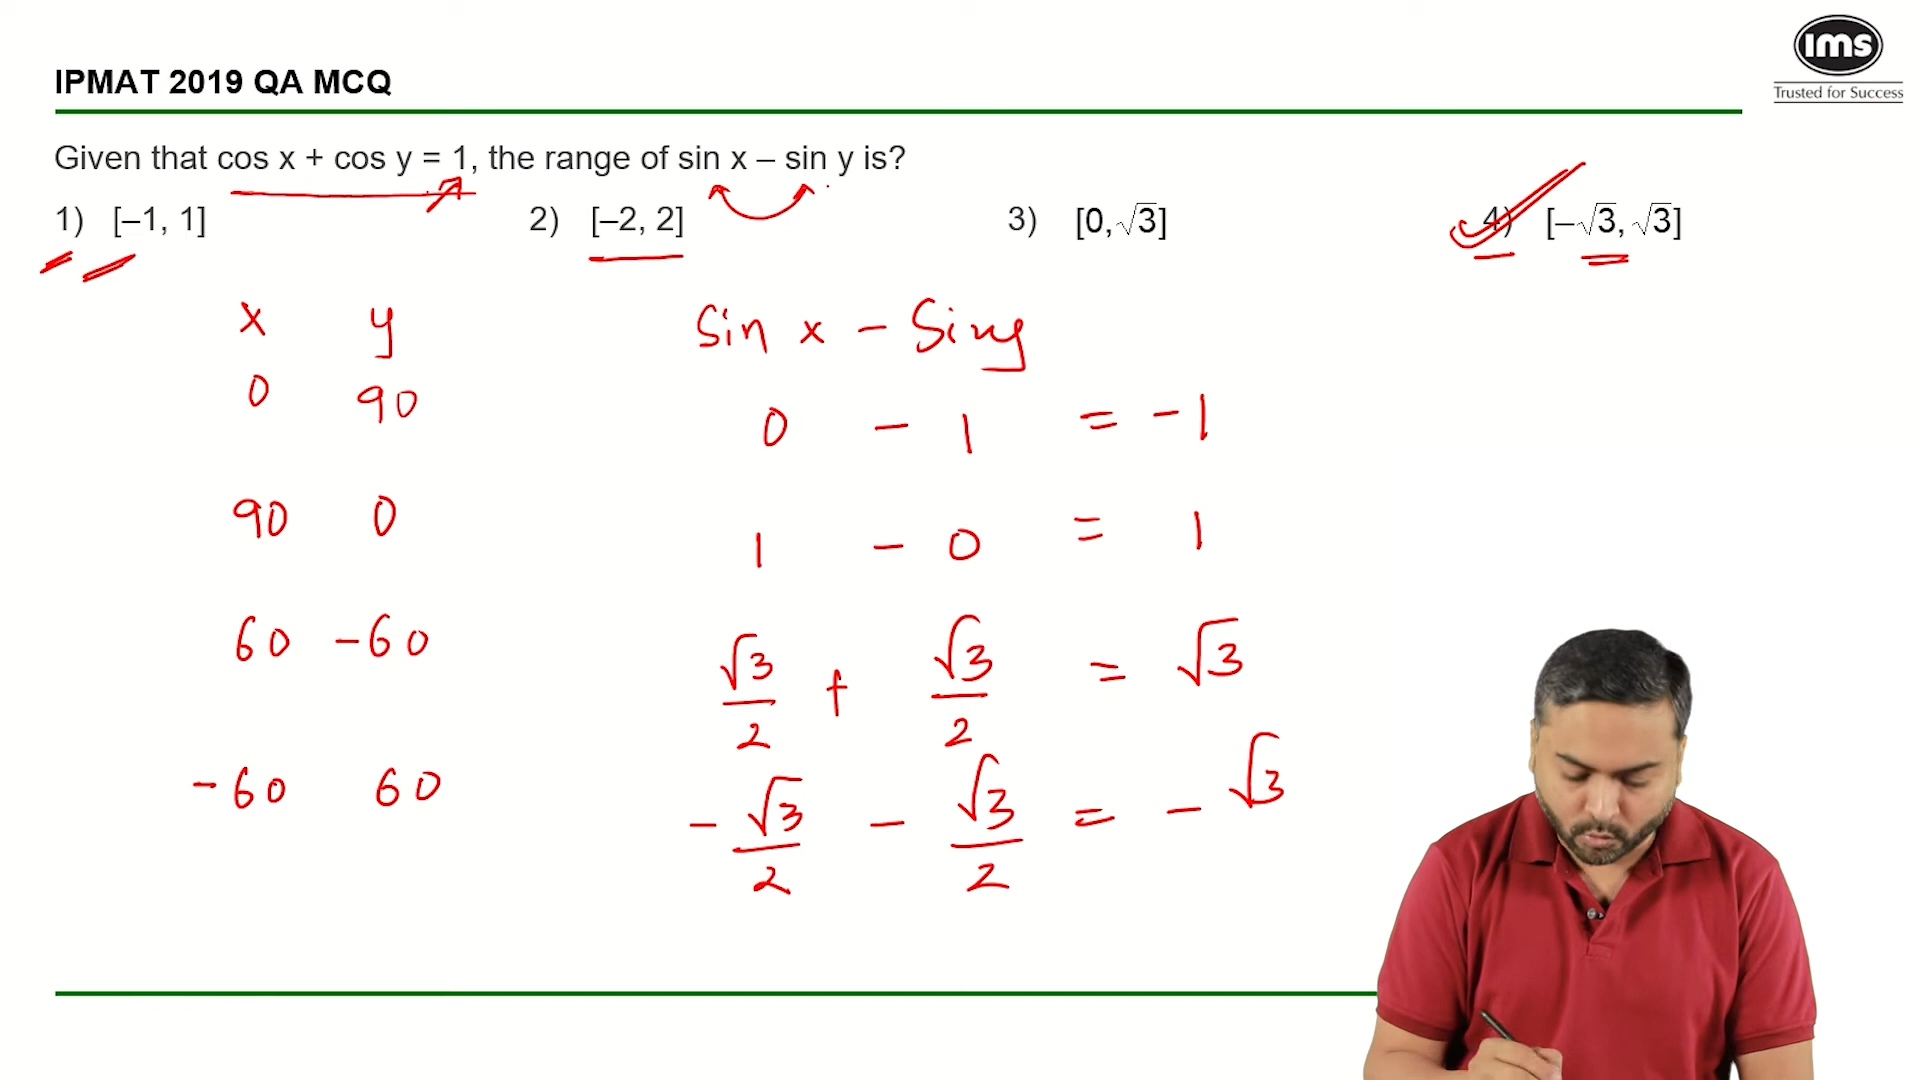 ims
Trusted for Success
IPMAT 2019 QA MCQ
Given that cos x + cos y = 1, the range of sin x – sin y is?
1) [–1, 1] 2) [–2, 2] 3) [0, √3] 4) [–√3, √3]
x y Sin x – Siny
0 90 0 – 1 = –1
90 0 1 – 0 = 1
60 –60 √3/2 + √3/2 = √3
–60 60 –√3/2 – √3/2 = –√3